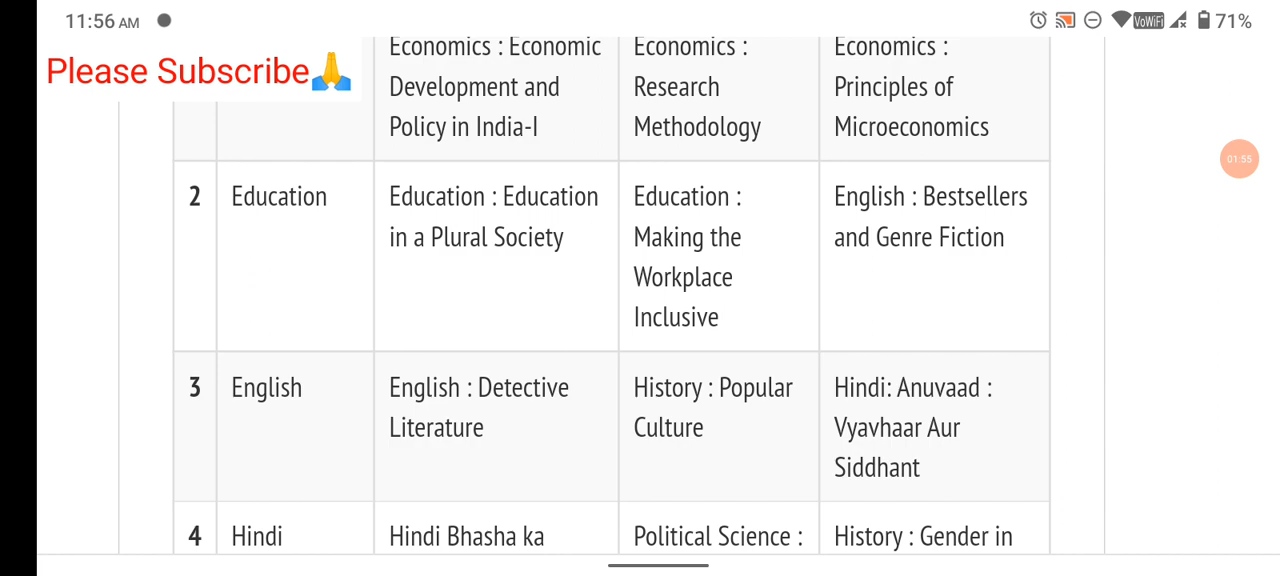 11:56 AM
VoWiFi
71%
Please Subscribe🙏
01:55
Economics : Economic
Development and
Policy in India-I
Economics :
Research
Methodology
Economics :
Principles of
Microeconomics
2
Education
Education : Education
in a Plural Society
Education :
Making the
Workplace
Inclusive
English : Bestsellers
and Genre Fiction
3
English
English : Detective
Literature
History : Popular
Culture
Hindi: Anuvaad :
Vyavhaar Aur
Siddhant
4
Hindi
Hindi Bhasha ka
Political Science :
History : Gender in